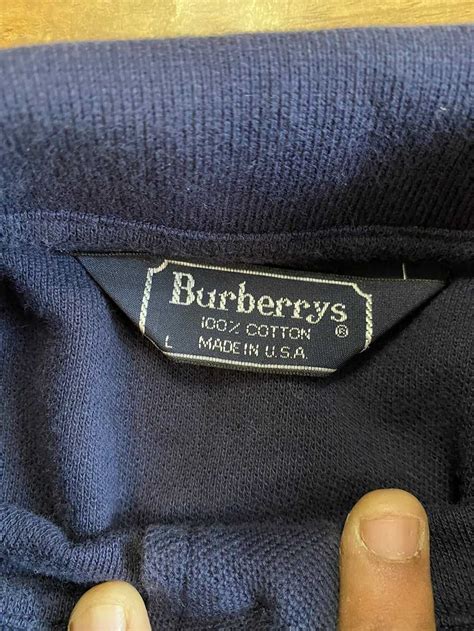 Burberrys
100% COTTON ®
L MADE IN U.S.A.